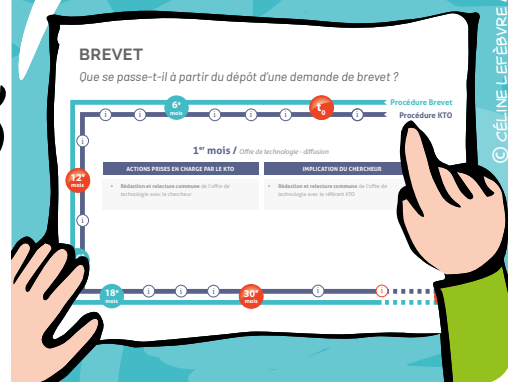 BREVET
Que se passe-t-il à partir du dépôt d'une demande de brevet ?
6e mois
t0
Procédure Brevet
Procédure KTO
1er mois / Offre de technologie - diffusion
ACTIONS PRISES EN CHARGE PAR LE KTO
IMPLICATION DU CHERCHEUR
• Rédaction et relecture commune de l'offre de
technologie avec le chercheur
• Rédaction et relecture commune de l'offre de
technologie avec le référent KTO
12e
mois
18e
mois
30e
mois
© CÉLINE LEFÈBVRE